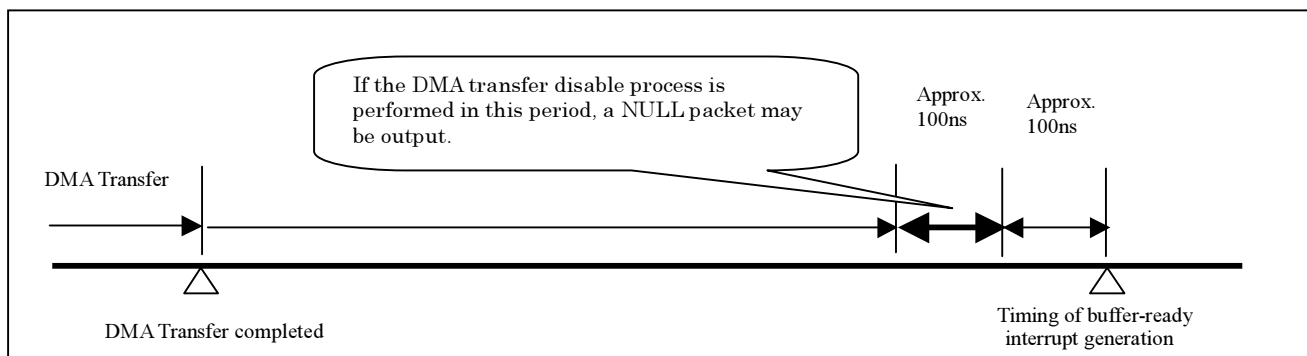 If the DMA transfer disable process is
performed in this period, a NULL packet may
be output.
Approx.
100ns
Approx.
100ns
DMA Transfer
DMA Transfer completed
Timing of buffer-ready
interrupt generation